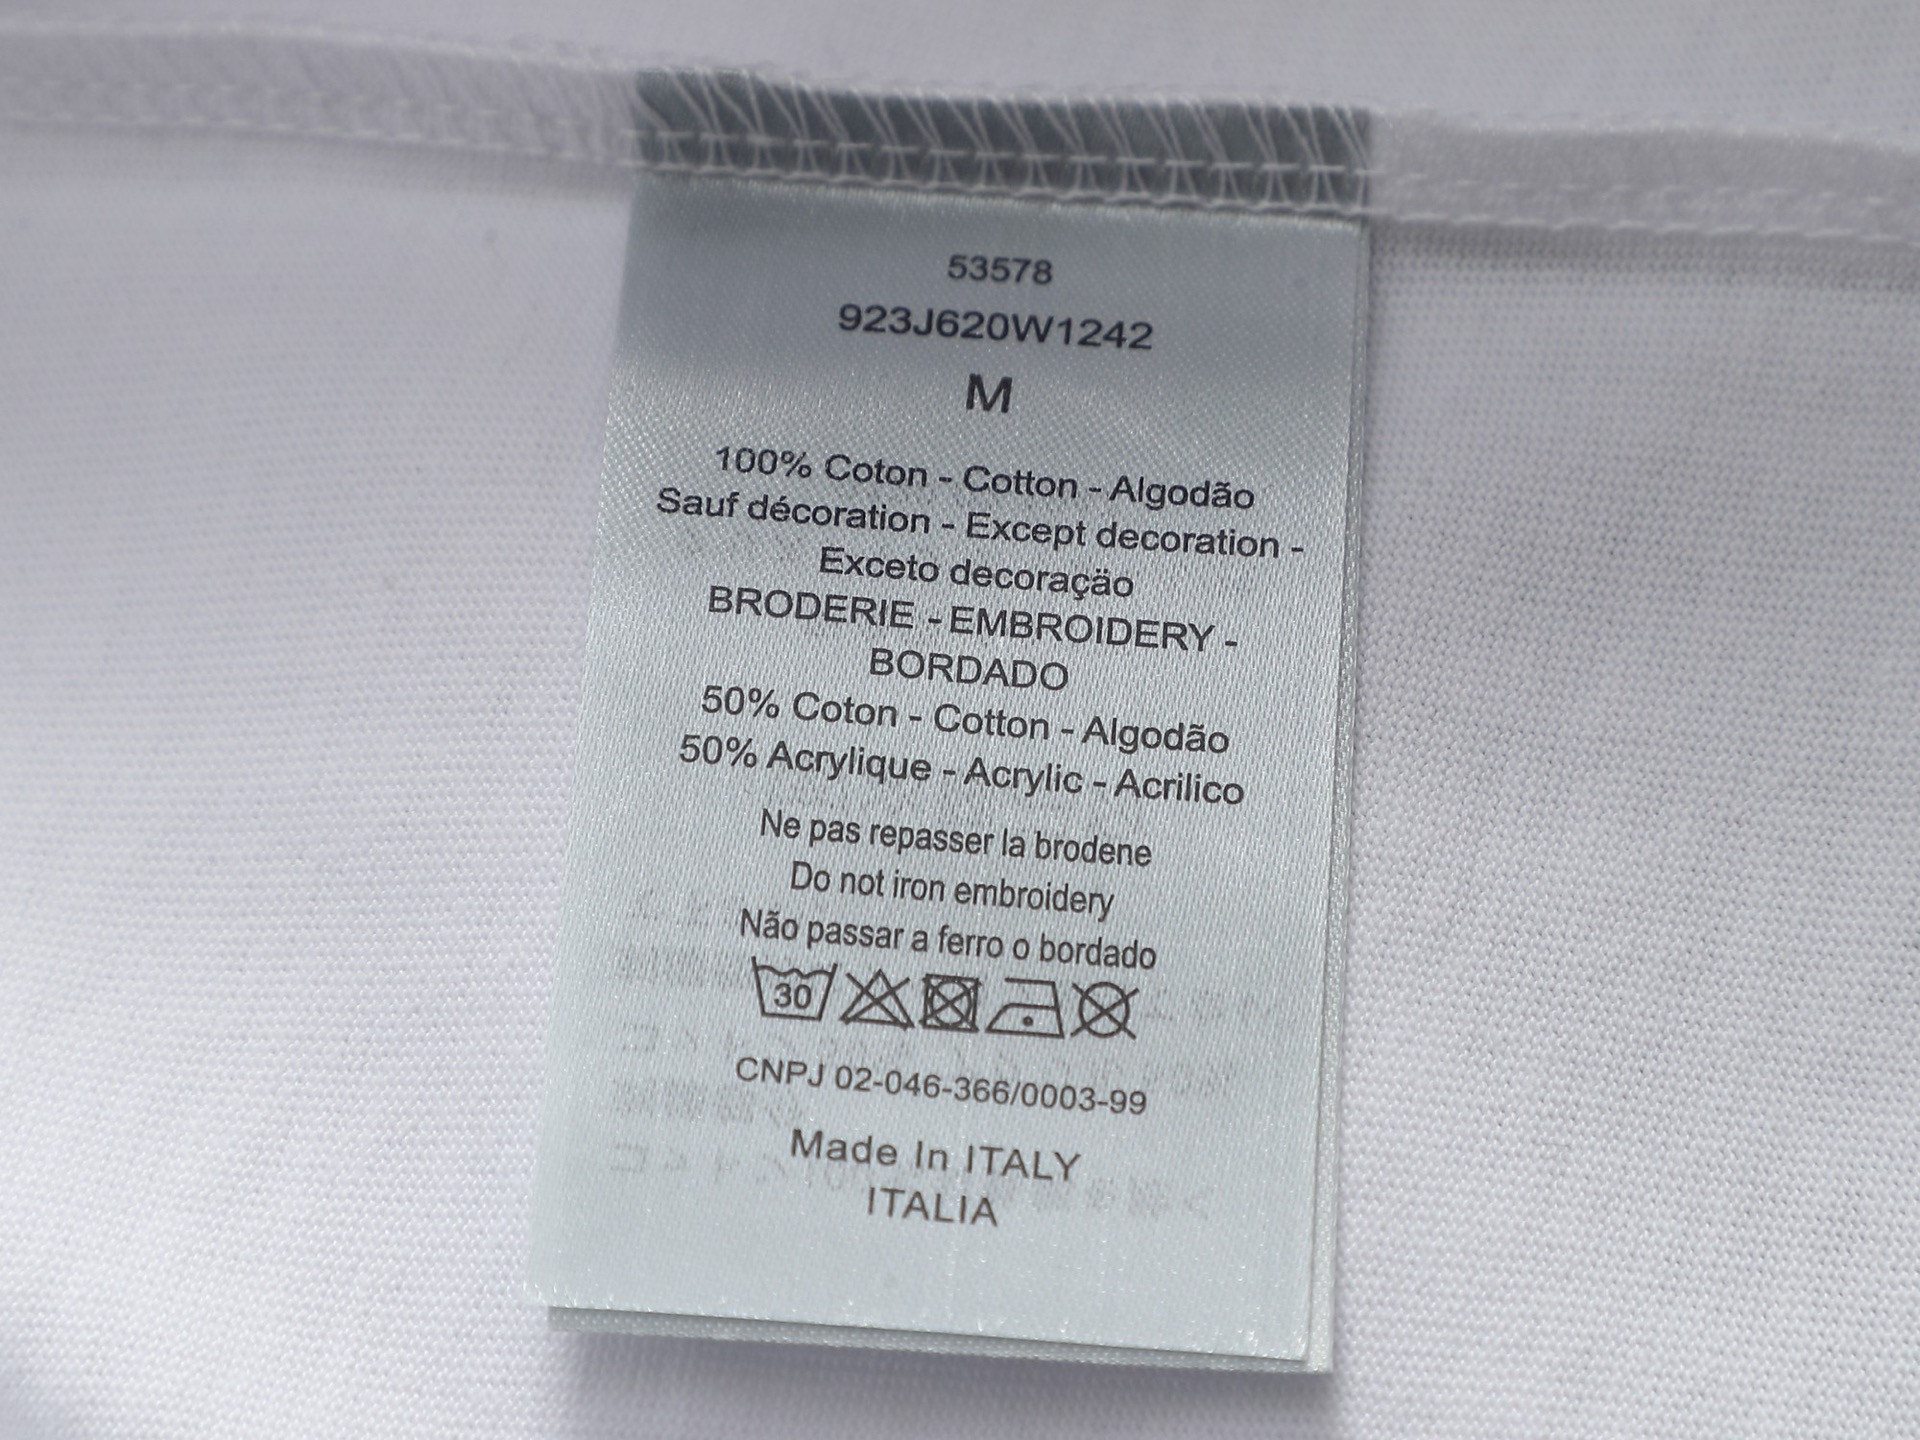 53578
923J620W1242
M
100% Coton - Cotton - Algodão
Sauf décoration - Except decoration -
Exceto decoraçäo
BRODERIE - EMBROIDERY -
BORDADO
50% Coton - Cotton - Algodão
50% Acrylique - Acrylic - Acrilico
Ne pas repasser la brodene
Do not iron embroidery
Não passar a ferro o bordado
30
CNPJ 02-046-366/0003-99
Made In ITALY
ITALIA